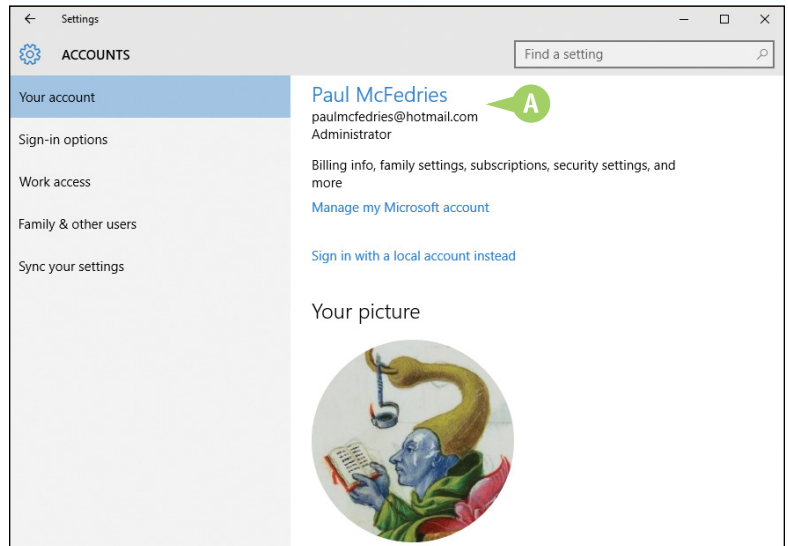 Settings
ACCOUNTS
Find a setting
Your account
Sign-in options
Work access
Family & other users
Sync your settings
Paul McFedries
A
paulmcfedries@hotmail.com
Administrator
Billing info, family settings, subscriptions, security settings, and
more
Manage my Microsoft account
Sign in with a local account instead
Your picture